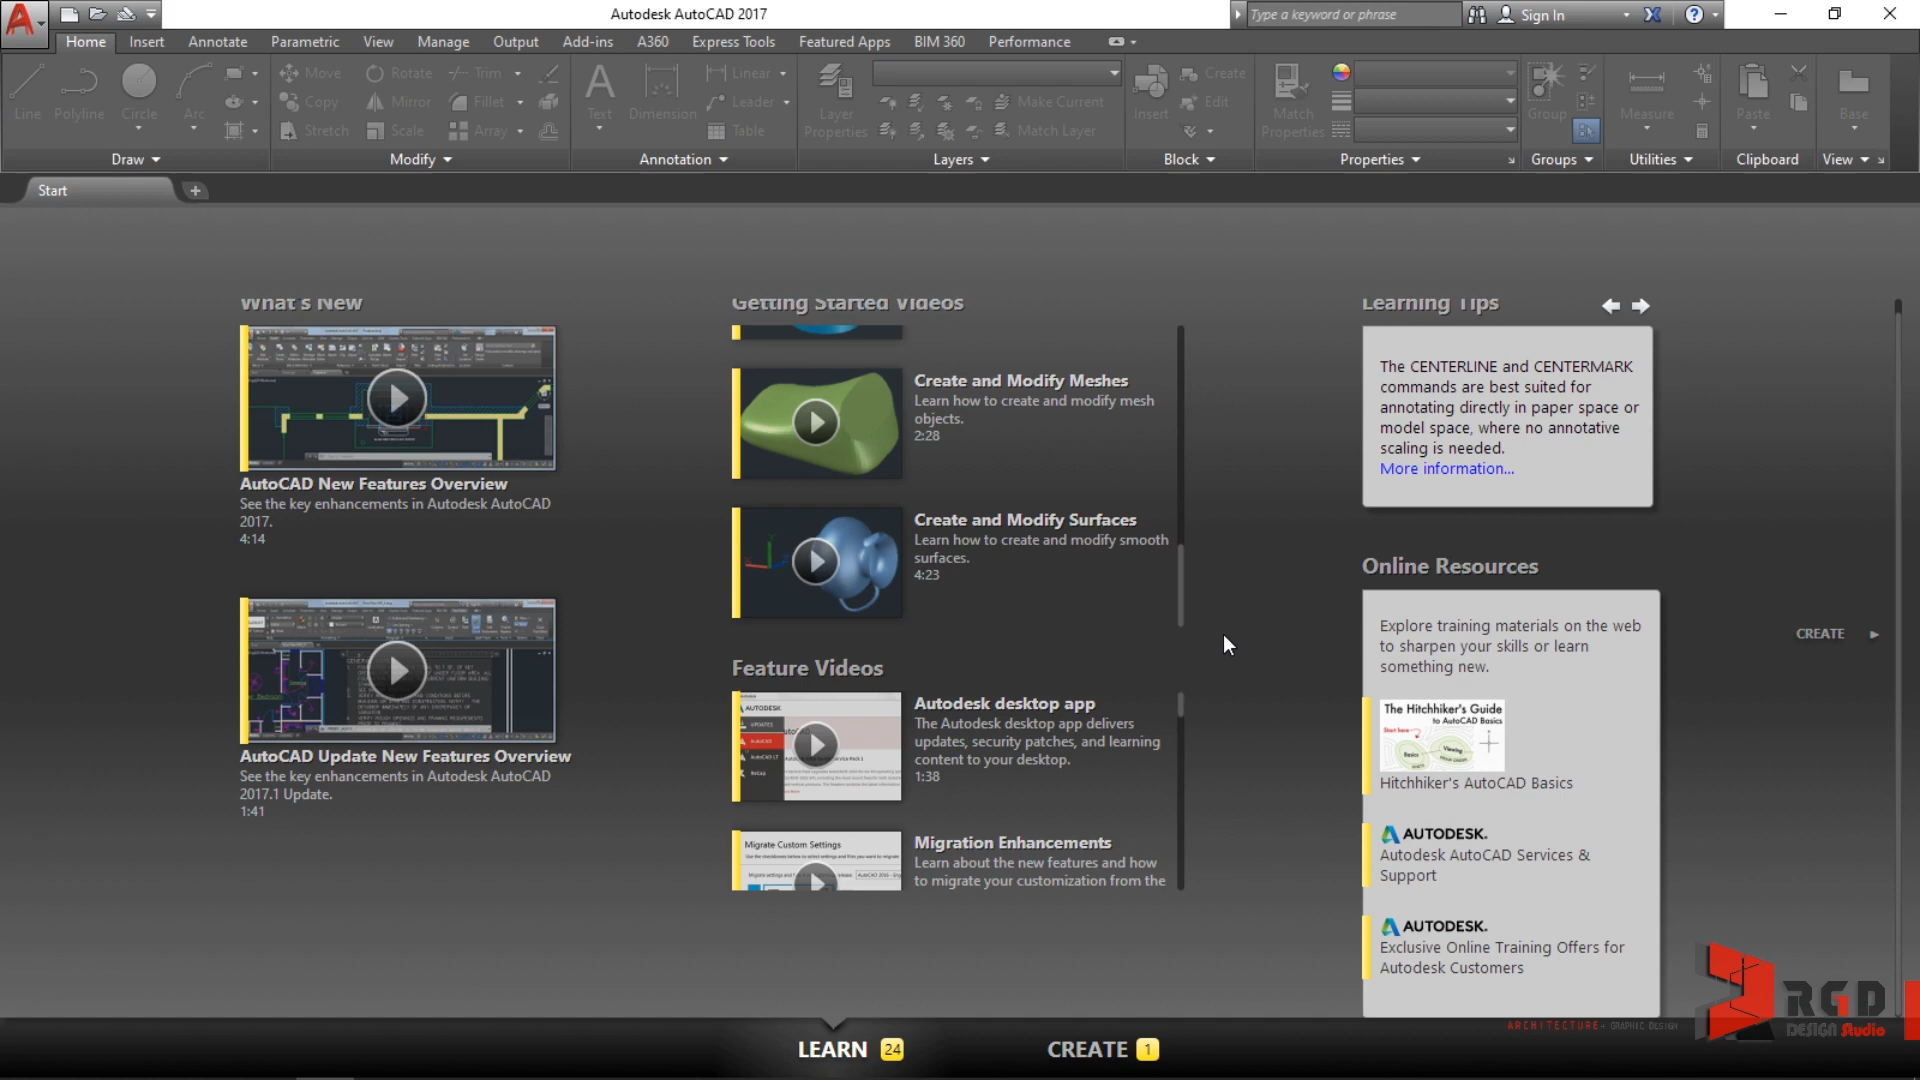 Autodesk AutoCAD 2017
Type a keyword or phrase
Sign In
Home Insert Annotate Parametric View Manage Output Add-ins A360 Express Tools Featured Apps BIM 360 Performance
Line
Polyline
Circle
Arc
Draw
Move
Rotate
Trim
Copy
Mirror
Fillet
Stretch
Scale
Array
Modify
Text
Dimension
Linear
Leader
Table
Annotation
Layer
Properties
Make Current
Match Layer
Layers
Insert
Create
Edit
Block
Match
Properties
Properties
Group
Groups
Measure
Utilities
Paste
Clipboard
Base
View
Start
What's New
AutoCAD New Features Overview
See the key enhancements in Autodesk AutoCAD
2017.
4:14
AutoCAD Update New Features Overview
See the key enhancements in Autodesk AutoCAD
2017.1 Update.
1:41
Getting Started Videos
Create and Modify Meshes
Learn how to create and modify mesh
objects.
2:28
Create and Modify Surfaces
Learn how to create and modify smooth
surfaces.
4:23
Feature Videos
AUTODESK
UPDATES
AutoCAD
AutoCAD LT
ReCap
Autodesk desktop app
The Autodesk desktop app delivers
updates, security patches, and learning
content to your desktop.
1:38
Migrate Custom Settings
Migration Enhancements
Learn about the new features and how
to migrate your customization from the
Learning Tips
The CENTERLINE and CENTERMARK
commands are best suited for
annotating directly in paper space or
model space, where no annotative
scaling is needed.
More information...
Online Resources
Explore training materials on the web
to sharpen your skills or learn
something new.
The Hitchhiker's Guide
to AutoCAD Basics
Start here
Basics
Viewing
Hitchhiker's AutoCAD Basics
AUTODESK.
Autodesk AutoCAD Services &
Support
AUTODESK.
Exclusive Online Training Offers for
Autodesk Customers
CREATE
RGD
DESIGN Studio
ARCHITECTURE + GRAPHIC DESIGN
LEARN 24
CREATE 1